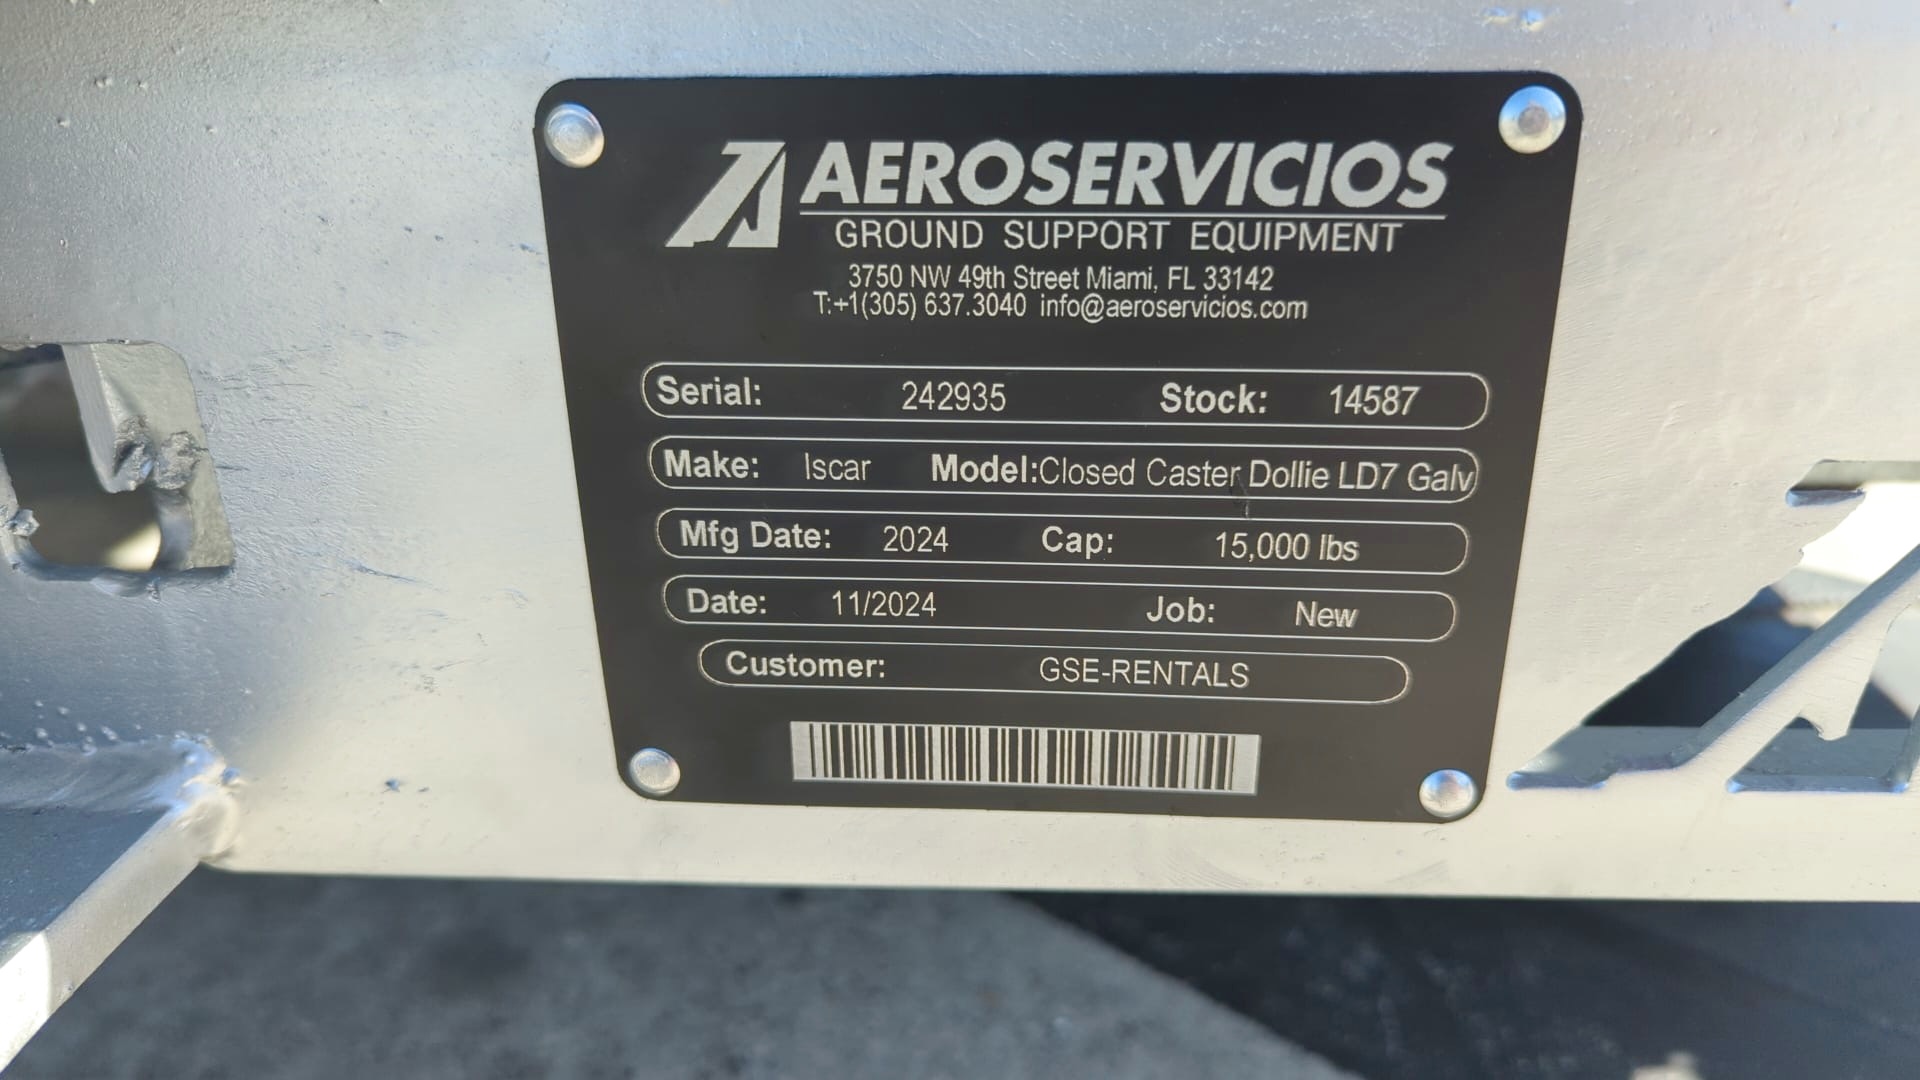 AEROSERVICIOS
GROUND SUPPORT EQUIPMENT
3750 NW 49th Street Miami, FL 33142
T:+1(305) 637.3040 info@aeroservicios.com
Serial: 242935 Stock: 14587
Make: Iscar Model:Closed Caster Dollie LD7 Galv
Mfg Date: 2024 Cap: 15,000 lbs
Date: 11/2024 Job: New
Customer: GSE-RENTALS